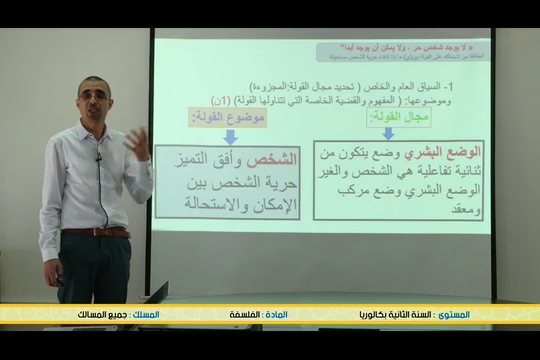 « لا يوجد شخص حر ، ولا يمكن أن يوجد أبدا"
1- السياق العام والخاص ( تحديد مجال القولة:المجزوءة)
وموضوعها: ( المفهوم والقضية الخاصة التي تتناولها القولة) (1ن)
مجال القولة:
الوضع البشري وضع يتكون من
ثنائية تفاعلية هي الشخص والغير
الوضع البشري وضع مركب
ومعقد
موضوع القولة:
الشخص وأفق التميز
حرية الشخص بين
الإمكان والاستحالة
المستوى : السنة الثانية بكالوريا
المادة : الفلسفة
المسلك : جميع المسالك